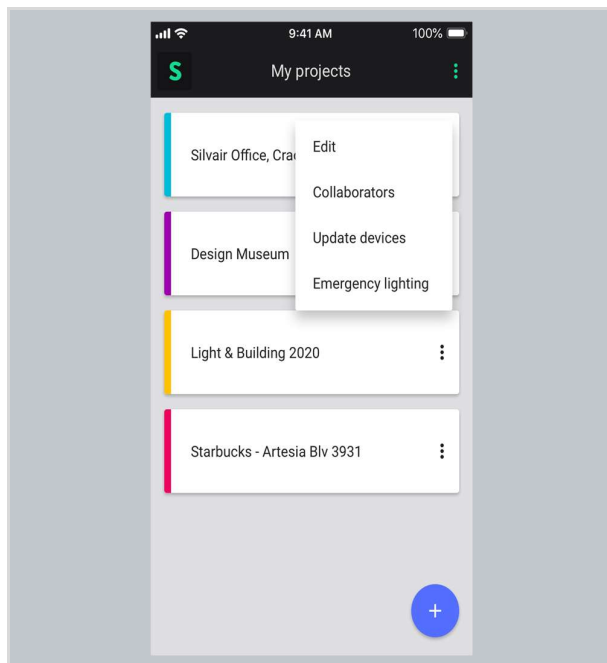 9:41 AM
100%
S
My projects
Silvair Office,
Edit
Collaborators
Design Museum
Update devices
Emergency lighting
Light & Building 2020
Starbucks - Artesia Blv 3931
+